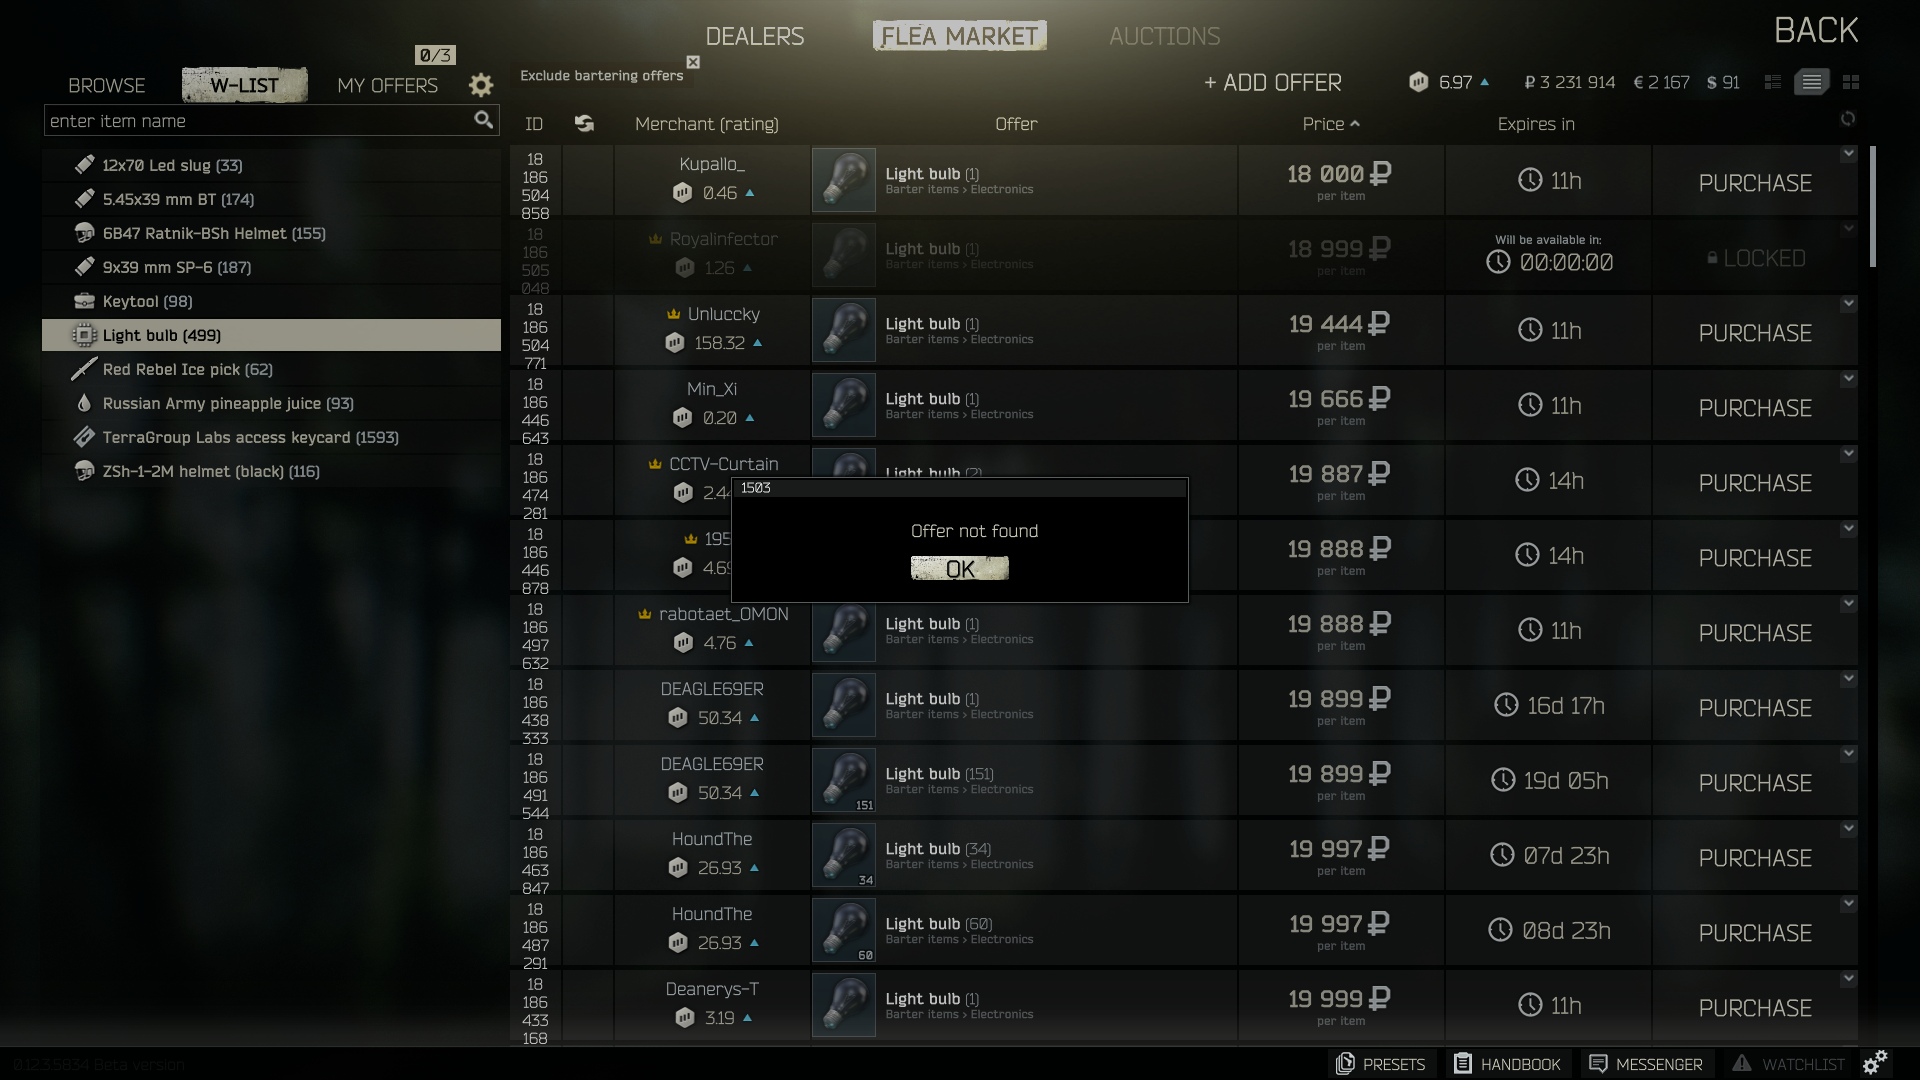 DEALERS
FLEA MARKET
AUCTIONS
BACK
0/3
BROWSE
W-LIST
MY OFFERS
Exclude bartering offers
+ ADD OFFER
6.97
₽ 3 231 914
€ 2 167
$ 91
enter item name
ID
Merchant (rating)
Offer
Price
Expires in
12x70 Led slug (33)
5.45x39 mm BT (174)
6B47 Ratnik-BSh Helmet (155)
9x39 mm SP-6 (187)
Keytool (98)
Light bulb (499)
Red Rebel Ice pick (62)
Russian Army pineapple juice (93)
TerraGroup Labs access keycard (1593)
ZSh-1-2M helmet (black) (116)
18
186
504
858
Kupallo_
0.46
Light bulb (1)
Barter items > Electronics
18 000 ₽
per item
11h
PURCHASE
18
186
505
048
Royalinfector
1.26
Light bulb (1)
Barter items > Electronics
18 999 ₽
per item
Will be available in:
00:00:00
LOCKED
18
186
504
771
Unluccky
158.32
Light bulb (1)
Barter items > Electronics
19 444 ₽
per item
11h
PURCHASE
18
186
446
643
Min_Xi
0.20
Light bulb (1)
Barter items > Electronics
19 666 ₽
per item
11h
PURCHASE
18
186
474
281
CCTV-Curtain
2.4
Light bulb (2)
19 887 ₽
per item
14h
PURCHASE
1503
Offer not found
OK
18
186
446
878
195
4.6
19 888 ₽
per item
14h
PURCHASE
18
186
497
632
rabotaet_OMON
4.76
Light bulb (1)
Barter items > Electronics
19 888 ₽
per item
11h
PURCHASE
18
186
438
333
DEAGLE69ER
50.34
Light bulb (1)
Barter items > Electronics
19 899 ₽
per item
16d 17h
PURCHASE
18
186
491
544
DEAGLE69ER
50.34
151
Light bulb (151)
Barter items > Electronics
19 899 ₽
per item
19d 05h
PURCHASE
18
186
463
847
HoundThe
26.93
34
Light bulb (34)
Barter items > Electronics
19 997 ₽
per item
07d 23h
PURCHASE
18
186
487
291
HoundThe
26.93
60
Light bulb (60)
Barter items > Electronics
19 997 ₽
per item
08d 23h
PURCHASE
18
186
433
168
Deanerys-T
3.19
Light bulb (1)
Barter items > Electronics
19 999 ₽
per item
11h
PURCHASE
0.12.3.5834 Beta version
PRESETS
HANDBOOK
MESSENGER
WATCHLIST